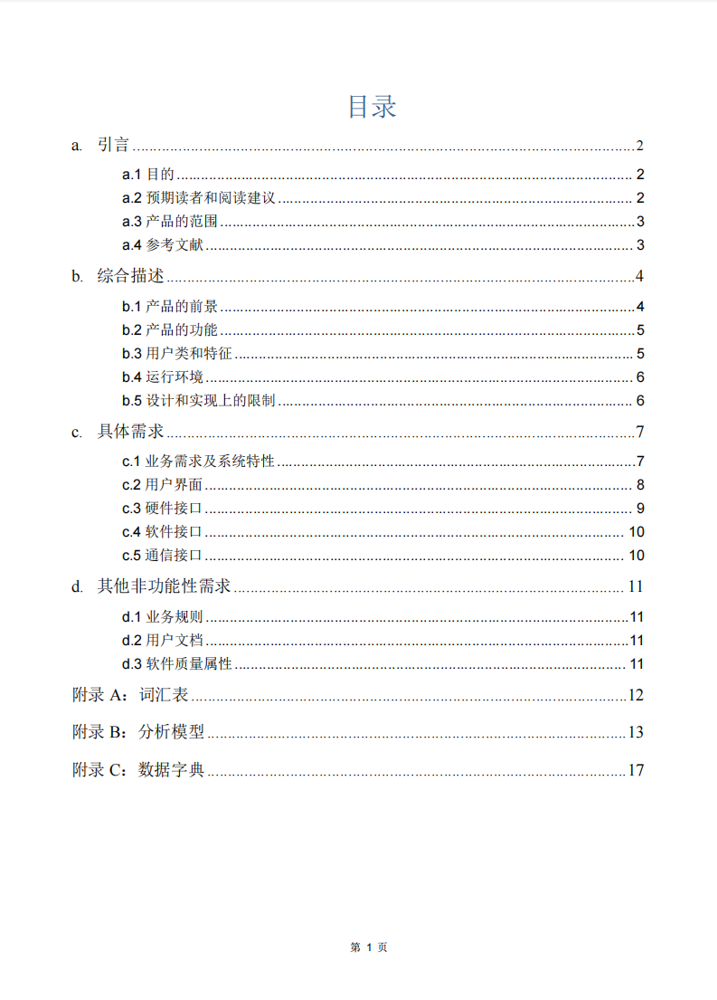 目录
a. 引言........2
a.1 目的........2
a.2 预期读者和阅读建议........2
a.3 产品的范围........3
a.4 参考文献........3
b. 综合描述........4
b.1 产品的前景........4
b.2 产品的功能........5
b.3 用户类和特征........5
b.4 运行环境........6
b.5 设计和实现上的限制........6
c. 具体需求........7
c.1 业务需求及系统特性........7
c.2 用户界面........8
c.3 硬件接口........9
c.4 软件接口........10
c.5 通信接口........10
d. 其他非功能性需求........11
d.1 业务规则........11
d.2 用户文档........11
d.3 软件质量属性........11
附录 A：词汇表........12
附录 B：分析模型........13
附录 C：数据字典........17
第 1 页